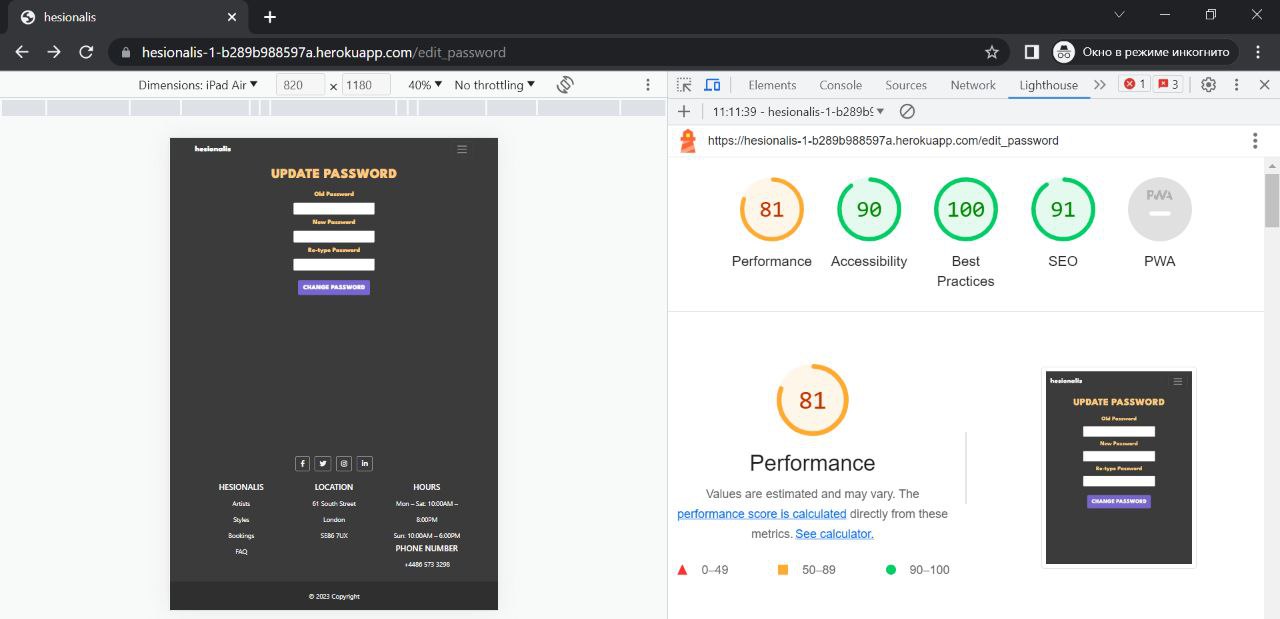 hesionalis
hesionalis-1-b289b988597a.herokuapp.com/edit_password
Окно в режиме инкогнито
Dimensions: iPad Air 820 × 1180 40% No throttling
Elements Console Sources Network Lighthouse 1 3
11:11:39 - hesionalis-1-b289b
https://hesionalis-1-b289b988597a.herokuapp.com/edit_password
hesionalis
UPDATE PASSWORD
Old Password
New Password
Re-type Password
CHANGE PASSWORD
HESIONALIS
Artists
Styles
Bookings
FAQ
LOCATION
61 South Street
London
SE86 7UX
HOURS
Mon – Sat: 10:00AM –
8:00PM
Sun: 10:00AM – 6:00PM
PHONE NUMBER
+4486 573 3298
© 2023 Copyright
81
Performance
90
Accessibility
100
Best
Practices
91
SEO
PWA
PWA
81
Performance
Values are estimated and may vary. The
performance score is calculated directly from these
metrics. See calculator.
0–49 50–89 90–100
hesionalis
UPDATE PASSWORD
Old Password
New Password
Re-type Password
CHANGE PASSWORD